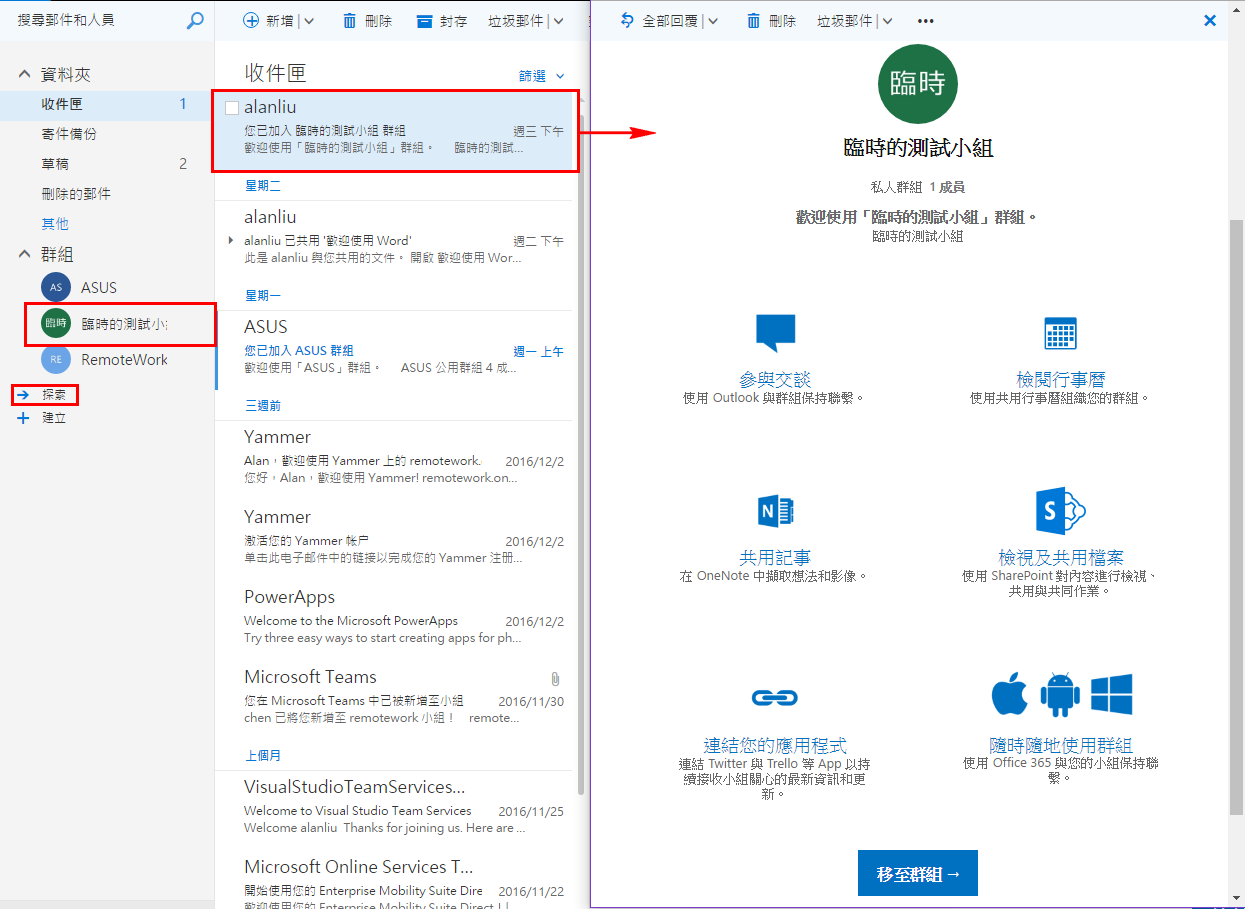 搜尋郵件和人員
資料夾
收件匣 1
寄件備份
草稿 2
刪除的郵件
其他
群組
AS ASUS
臨時 臨時的測試小
RE RemoteWork
探索
建立
新增
刪除
封存
垃圾郵件
收件匣
篩選
alanliu
您已加入 臨時的測試小組 群組 週三 下午
歡迎使用「臨時的測試小組」群組。 臨時的測試...
星期二
alanliu
alanliu 已共用 '歡迎使用 Word' 週二 下午
此是 alanliu 與您共用的文件。 開啟 歡迎使用 Wor...
星期一
ASUS
您已加入 ASUS 群組 週一 上午
歡迎使用「ASUS」群組。 ASUS 公用群組 4 成...
三週前
Yammer
Alan，歡迎使用 Yammer 上的 remotework. 2016/12/2
您好，Alan，歡迎使用 Yammer! remotework.on...
Yammer
激活您的 Yammer 帐户 2016/12/2
单击此电子邮件中的链接以完成您的 Yammer 注册...
PowerApps
Welcome to the Microsoft PowerApps 2016/12/2
Try three easy ways to start creating apps for ph...
Microsoft Teams
您在 Microsoft Teams 中已被新增至小組 2016/11/30
chen 已將您新增至 remotework 小組！ remote...
上個月
VisualStudioTeamServices...
Welcome to Visual Studio Team Services 2016/11/25
Welcome alanliu Thanks for joining us. Here are ...
Microsoft Online Services T...
開始使用您的 Enterprise Mobility Suite Dire 2016/11/22
歡迎使用您的 Enterprise Mobility Suite Direct
全部回覆
刪除
垃圾郵件
臨時
臨時的測試小組
私人群組 1 成員
歡迎使用「臨時的測試小組」群組。
臨時的測試小組
參與交談
使用 Outlook 與群組保持聯繫。
檢閱行事曆
使用共用行事曆組織您的群組。
N
共用記事
在 OneNote 中擷取想法和影像。
S
檢視及共用檔案
使用 SharePoint 對內容進行檢視、
共用與共同作業。
連結您的應用程式
連結 Twitter 與 Trello 等 App 以持
續接收小組關心的最新資訊和更
新。
隨時隨地使用群組
使用 Office 365 與您的小組保持聯
繫。
移至群組→